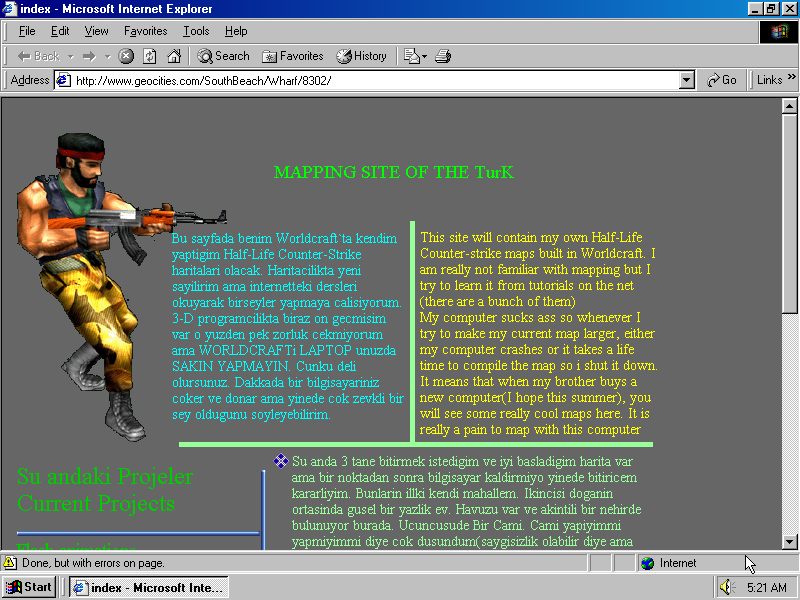 index - Microsoft Internet Explorer
File Edit View Favorites Tools Help
Back Search Favorites History
Address http://www.geocities.com/SouthBeach/Wharf/8302/ Go Links »
MAPPING SITE OF THE TurK
Bu sayfada benim Worldcraft`ta kendim
yaptigim Half-Life Counter-Strike
haritalari olacak. Haritacilikta yeni
sayilirim ama internetteki dersleri
okuyarak birseyler yapmaya calisiyorum.
3-D programcilikta biraz on gecmisim
var o yuzden pek zorluk cekmiyorum
ama WORLDCRAFTi LAPTOP unuzda
SAKIN YAPMAYIN. Cunku deli
olursunuz. Dakkada bir bilgisayariniz
coker ve donar ama yinede cok zevkli bir
sey oldugunu soyleyebilirim.
This site will contain my own Half-Life
Counter-strike maps built in Worldcraft. I
am really not familiar with mapping but I
try to learn it from tutorials on the net
(there are a bunch of them)
My computer sucks ass so whenever I
try to make my current map larger, either
my computer crashes or it takes a life
time to compile the map so i shut it down.
It means that when my brother buys a
new computer(I hope this summer), you
will see some really cool maps here. It is
really a pain to map with this computer
Su andaki Projeler
Current Projects
Su anda 3 tane bitirmek istedigim ve iyi basladigim harita var
ama bir noktadan sonra bilgisayar kaldirmiyo yinede bitiricem
kararliyim. Bunlarin illki kendi mahallem. Ikincisi doganin
ortasinda gusel bir yazlik ev. Havuzu var ve akintili bir nehirde
bulunuyor burada. Ucuncusude Bir Cami. Cami yapiyimmi
yapmiyimmi diye cok dusundum(saygisizlik olabilir diye ama
Done, but with errors on page. Internet
Start index - Microsoft Inte... 5:21 AM